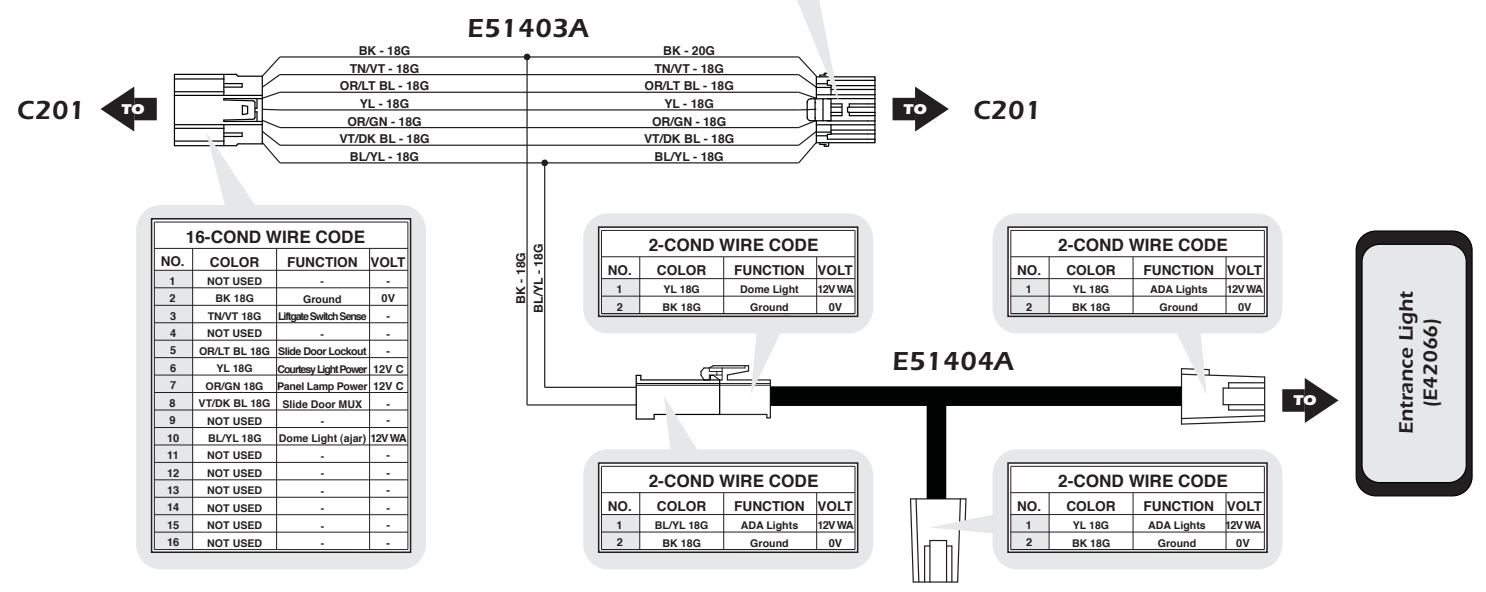 E51403A
BK - 18G BK - 20G
TN/VT - 18G TN/VT - 18G
OR/LT BL - 18G OR/LT BL - 18G
YL - 18G YL - 18G
OR/GN - 18G OR/GN - 18G
VT/DK BL - 18G VT/DK BL - 18G
BL/YL - 18G BL/YL - 18G
C201 TO
TO C201
BK - 18G
BL/YL - 18G
16-COND WIRE CODE
NO. COLOR FUNCTION VOLT
1 NOT USED - -
2 BK 18G Ground 0V
3 TN/VT 18G Liftgate Switch Sense -
4 NOT USED - -
5 OR/LT BL 18G Slide Door Lockout -
6 YL 18G Courtesy Light Power 12V C
7 OR/GN 18G Panel Lamp Power 12V C
8 VT/DK BL 18G Slide Door MUX -
9 NOT USED - -
10 BL/YL 18G Dome Light (ajar) 12V WA
11 NOT USED - -
12 NOT USED - -
13 NOT USED - -
14 NOT USED - -
15 NOT USED - -
16 NOT USED - -
2-COND WIRE CODE
NO. COLOR FUNCTION VOLT
1 YL 18G Dome Light 12V WA
2 BK 18G Ground 0V
2-COND WIRE CODE
NO. COLOR FUNCTION VOLT
1 YL 18G ADA Lights 12V WA
2 BK 18G Ground 0V
E51404A
TO
Entrance Light
(E42066)
2-COND WIRE CODE
NO. COLOR FUNCTION VOLT
1 BL/YL 18G ADA Lights 12V WA
2 BK 18G Ground 0V
2-COND WIRE CODE
NO. COLOR FUNCTION VOLT
1 YL 18G ADA Lights 12V WA
2 BK 18G Ground 0V